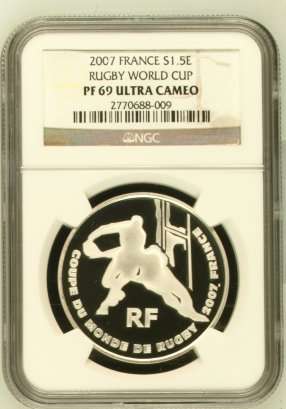 2007 FRANCE S1.5E
RUGBY WORLD CUP
PF 69 ULTRA CAMEO
2770688-009
NGC
RF
COUPE DU MONDE DE RUGBY 2007 FRANCE